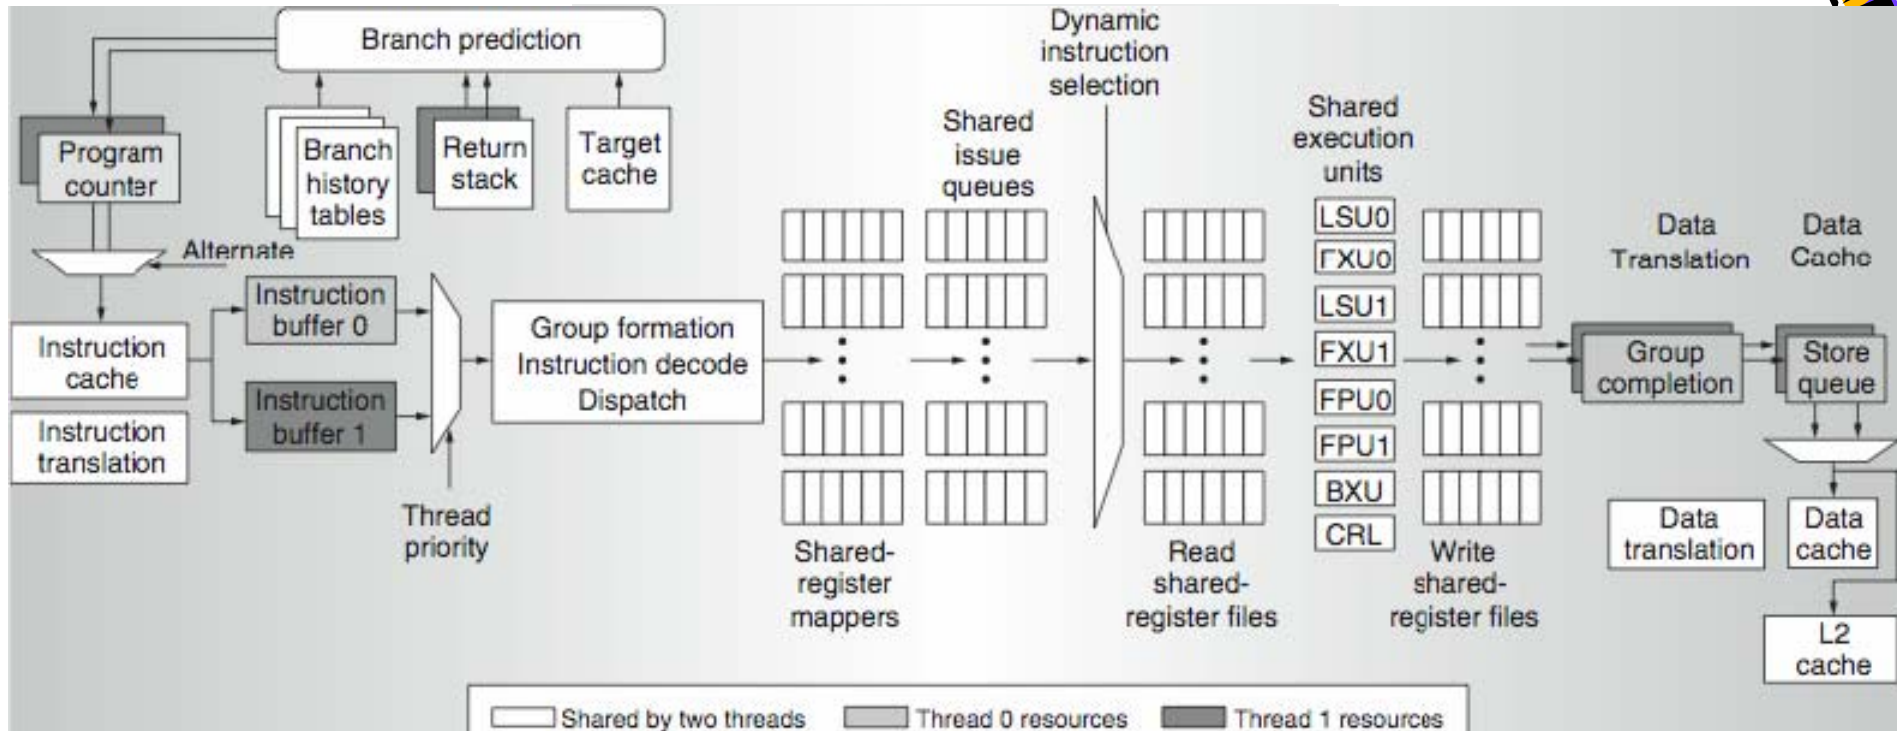 Branch prediction
Program
counter
Branch
history
tables
Return
stack
Target
cache
Alternate
Instruction
cache
Instruction
translation
Instruction
buffer 0
Instruction
buffer 1
Thread
priority
Group formation
Instruction decode
Dispatch
Shared-
register
mappers
Shared
issue
queues
Dynamic
instruction
selection
Read
shared-
register files
Shared
execution
units
LSU0
FXU0
LSU1
FXU1
FPU0
FPU1
BXU
CRL
Write
shared-
register files
Data
Translation
Data
Cache
Group
completion
Store
queue
Data
translation
Data
cache
L2
cache
Shared by two threads
Thread 0 resources
Thread 1 resources